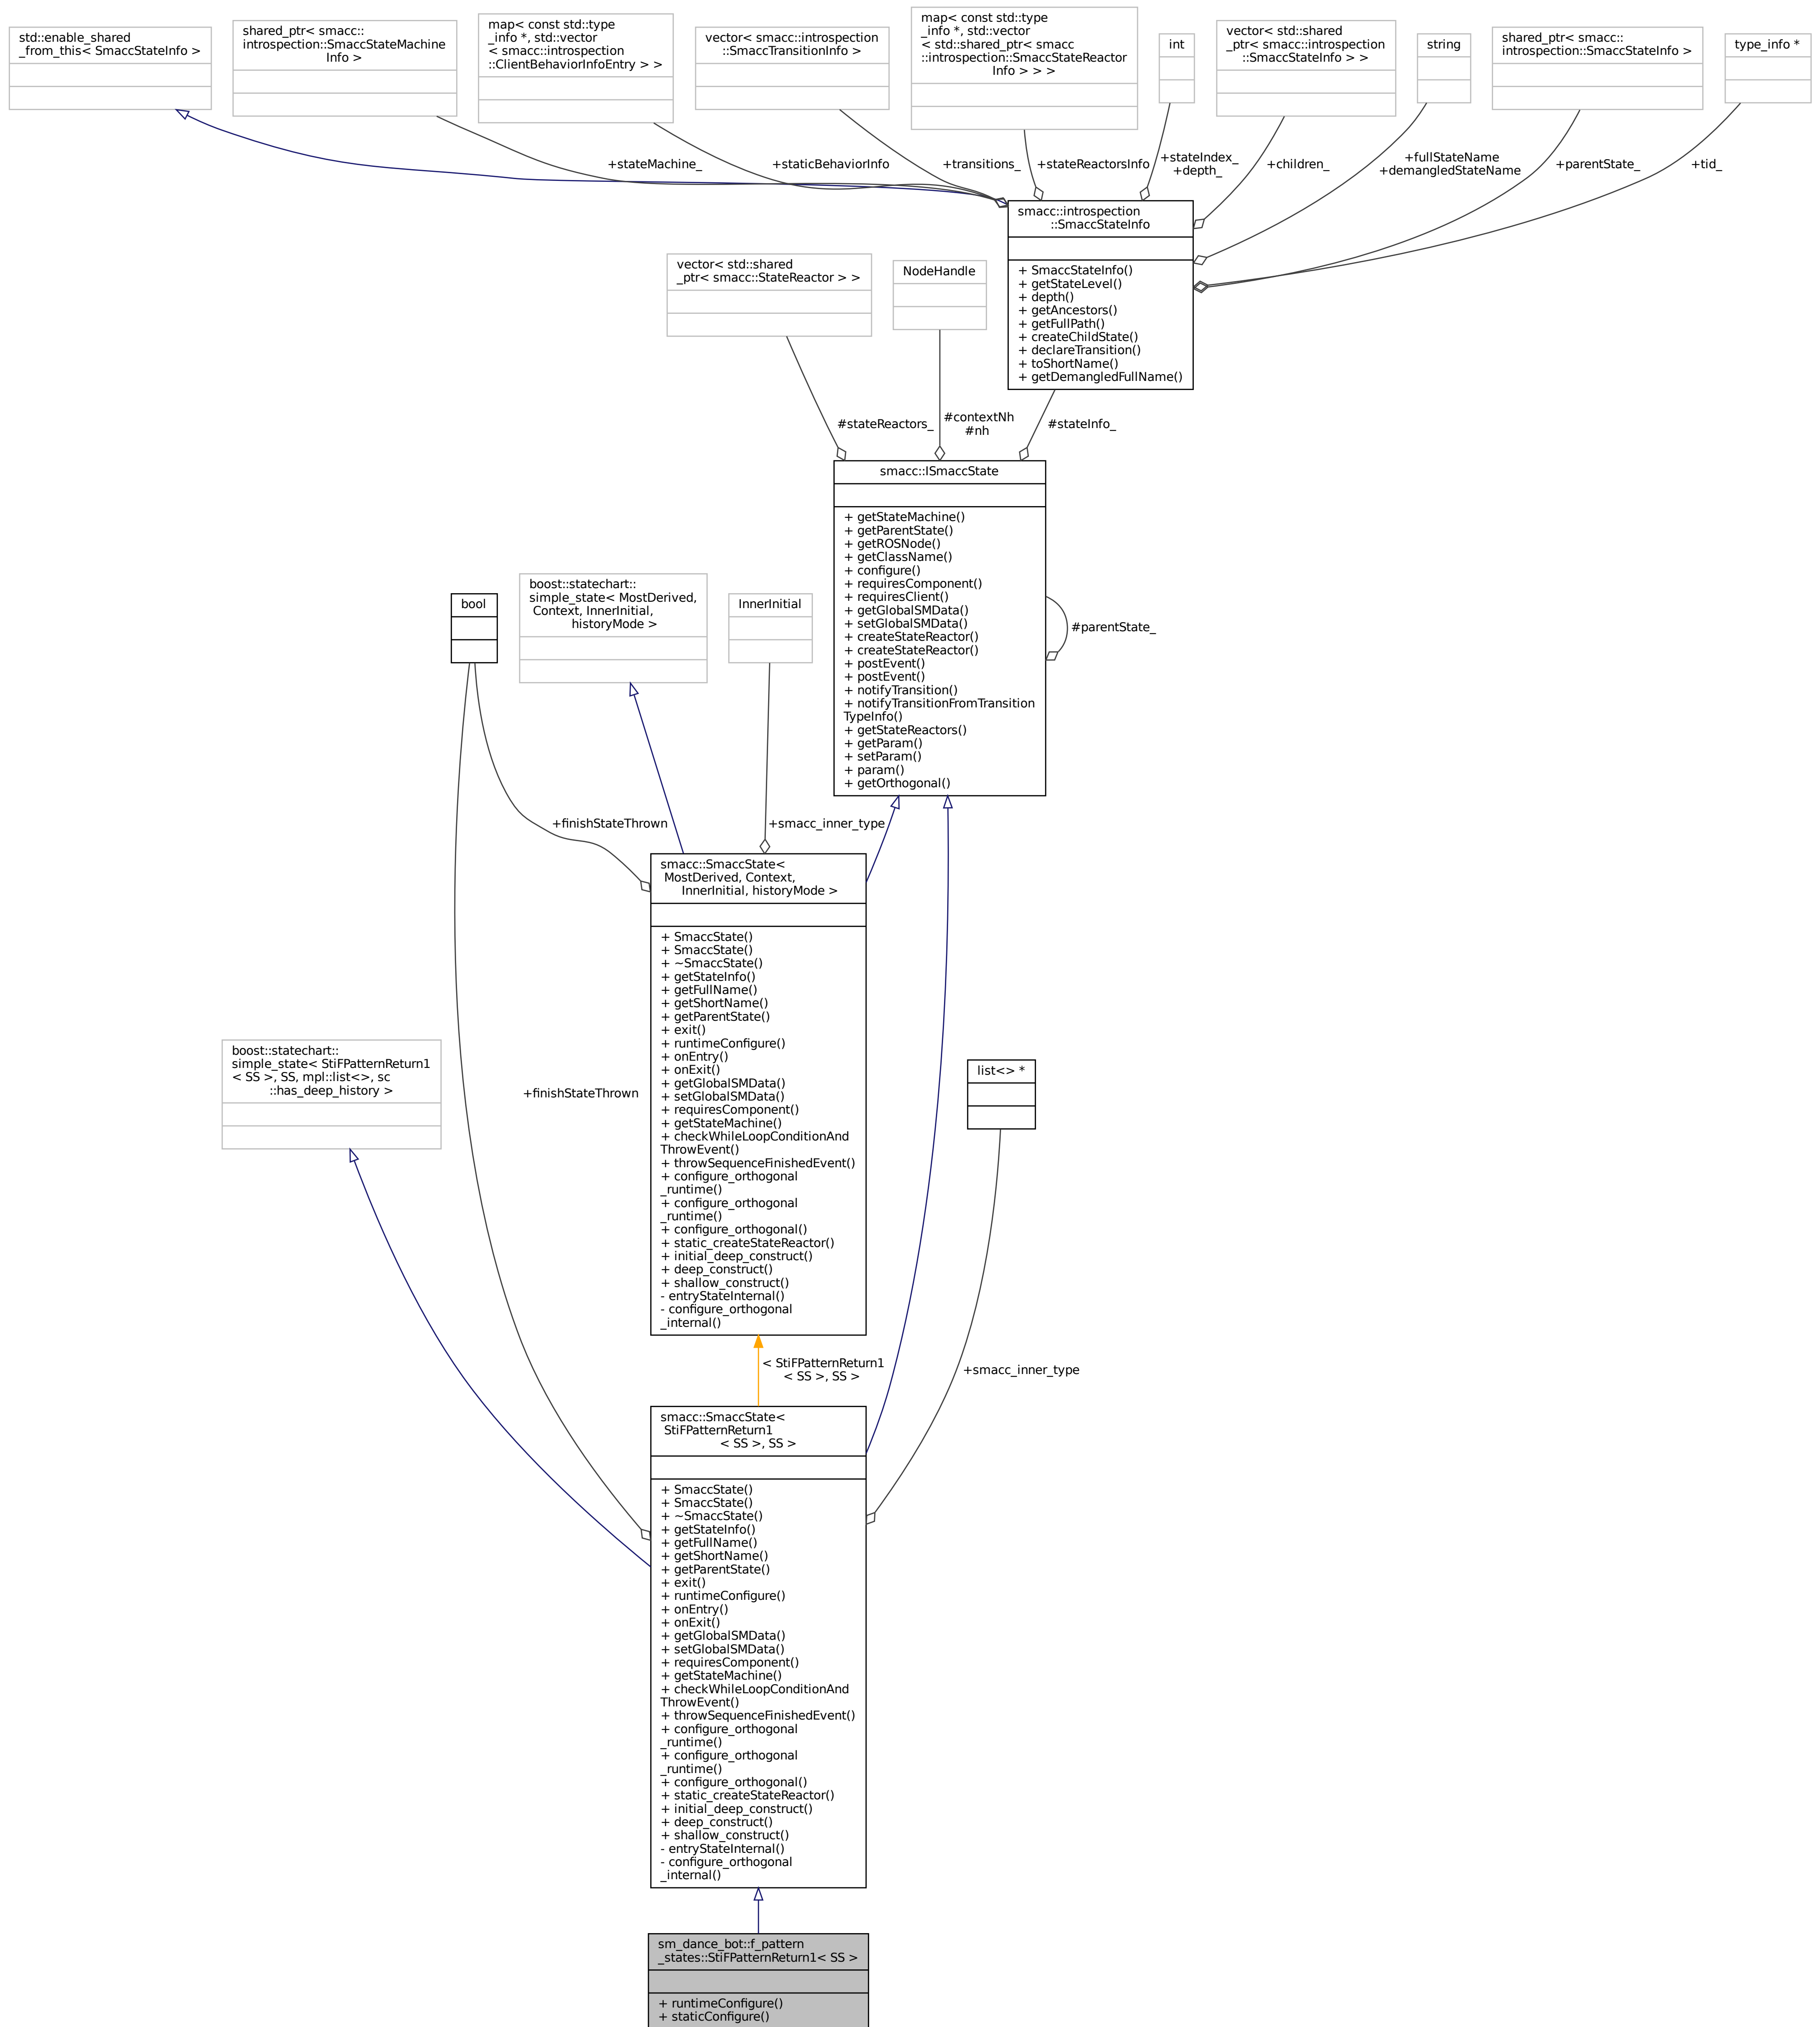 std::enable_shared
_from_this< SmaccStateInfo >
shared_ptr< smacc::
introspection::SmaccStateMachine
Info >
map< const std::type
_info *, std::vector
< smacc::introspection
::ClientBehaviorInfoEntry > >
vector< smacc::introspection
::SmaccTransitionInfo >
map< const std::type
_info *, std::vector
< std::shared_ptr< smacc
::introspection::SmaccStateReactor
Info > > >
int
vector< std::shared
_ptr< smacc::introspection
::SmaccStateInfo > >
string
shared_ptr< smacc::
introspection::SmaccStateInfo >
type_info *
+stateMachine_
+staticBehaviorInfo
+transitions_
+stateReactorsInfo
+stateIndex_
+depth_
+children_
+fullStateName
+demangledStateName
+parentState_
+tid_
smacc::introspection
::SmaccStateInfo
+ SmaccStateInfo()
+ getStateLevel()
+ depth()
+ getAncestors()
+ getFullPath()
+ createChildState()
+ declareTransition()
+ toShortName()
+ getDemangledFullName()
vector< std::shared
_ptr< smacc::StateReactor > >
NodeHandle
#stateReactors_
#contextNh
#nh
#stateInfo_
smacc::ISmaccState
+ getStateMachine()
+ getParentState()
+ getROSNode()
+ getClassName()
+ configure()
+ requiresComponent()
+ requiresClient()
+ getGlobalSMData()
+ setGlobalSMData()
+ createStateReactor()
+ createStateReactor()
+ postEvent()
+ postEvent()
+ notifyTransition()
+ notifyTransitionFromTransition
TypeInfo()
+ getStateReactors()
+ getParam()
+ setParam()
+ param()
+ getOrthogonal()
#parentState_
bool
boost::statechart::
simple_state< MostDerived,
Context, InnerInitial,
historyMode >
InnerInitial
+finishStateThrown
+smacc_inner_type
smacc::SmaccState<
MostDerived, Context,
InnerInitial, historyMode >
+ SmaccState()
+ SmaccState()
+ ~SmaccState()
+ getStateInfo()
+ getFullName()
+ getShortName()
+ getParentState()
+ exit()
+ runtimeConfigure()
+ onEntry()
+ onExit()
+ getGlobalSMData()
+ setGlobalSMData()
+ requiresComponent()
+ getStateMachine()
+ checkWhileLoopConditionAnd
ThrowEvent()
+ throwSequenceFinishedEvent()
+ configure_orthogonal
_runtime()
+ configure_orthogonal
_runtime()
+ configure_orthogonal()
+ static_createStateReactor()
+ initial_deep_construct()
+ deep_construct()
+ shallow_construct()
- entryStateInternal()
- configure_orthogonal
_internal()
boost::statechart::
simple_state< StiFPatternReturn1
< SS >, SS, mpl::list<>, sc
::has_deep_history >
+finishStateThrown
list<> *
< StiFPatternReturn1
< SS >, SS >
+smacc_inner_type
smacc::SmaccState<
StiFPatternReturn1
< SS >, SS >
+ SmaccState()
+ SmaccState()
+ ~SmaccState()
+ getStateInfo()
+ getFullName()
+ getShortName()
+ getParentState()
+ exit()
+ runtimeConfigure()
+ onEntry()
+ onExit()
+ getGlobalSMData()
+ setGlobalSMData()
+ requiresComponent()
+ getStateMachine()
+ checkWhileLoopConditionAnd
ThrowEvent()
+ throwSequenceFinishedEvent()
+ configure_orthogonal
_runtime()
+ configure_orthogonal
_runtime()
+ configure_orthogonal()
+ static_createStateReactor()
+ initial_deep_construct()
+ deep_construct()
+ shallow_construct()
- entryStateInternal()
- configure_orthogonal
_internal()
sm_dance_bot::f_pattern
_states::StiFPatternReturn1< SS >
+ runtimeConfigure()
+ staticConfigure()